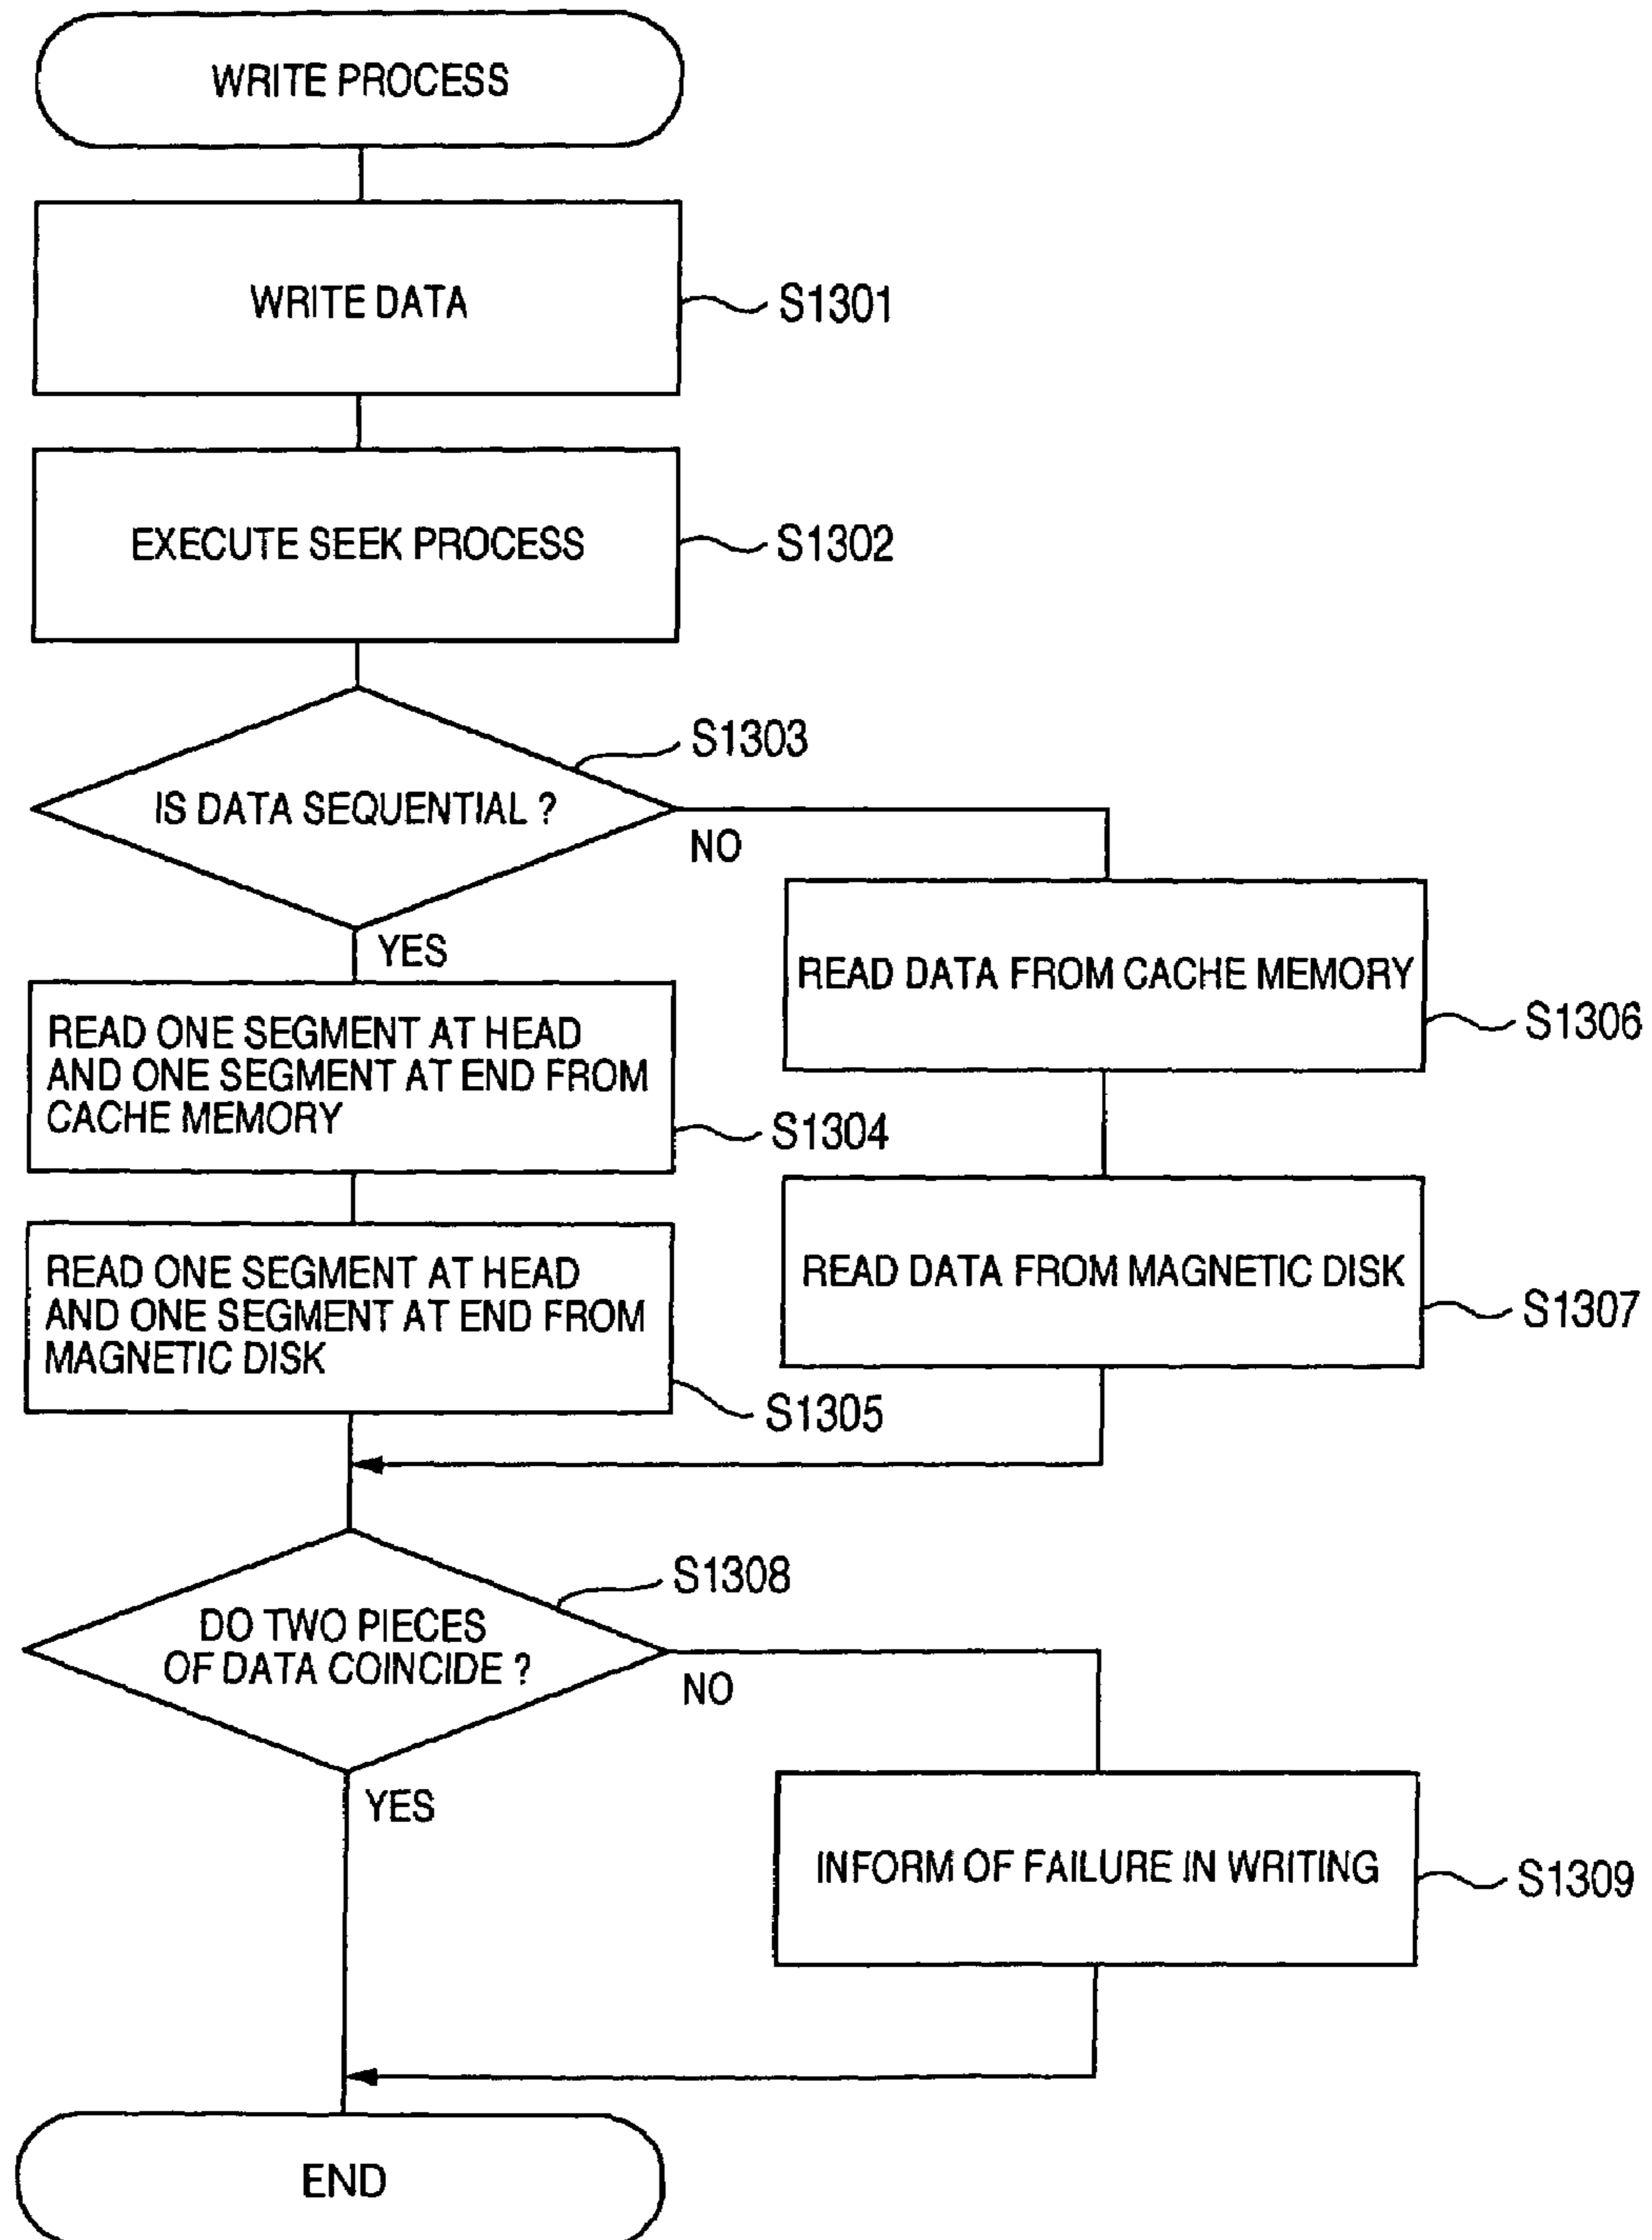 WRITE PROCESS
WRITE DATA
S1301
EXECUTE SEEK PROCESS
S1302
S1303
IS DATA SEQUENTIAL ?
NO
YES
READ DATA FROM CACHE MEMORY
S1306
READ ONE SEGMENT AT HEAD
AND ONE SEGMENT AT END FROM
CACHE MEMORY
S1304
READ DATA FROM MAGNETIC DISK
S1307
READ ONE SEGMENT AT HEAD
AND ONE SEGMENT AT END FROM
MAGNETIC DISK
S1305
S1308
DO TWO PIECES
OF DATA COINCIDE ?
NO
YES
INFORM OF FAILURE IN WRITING
S1309
END